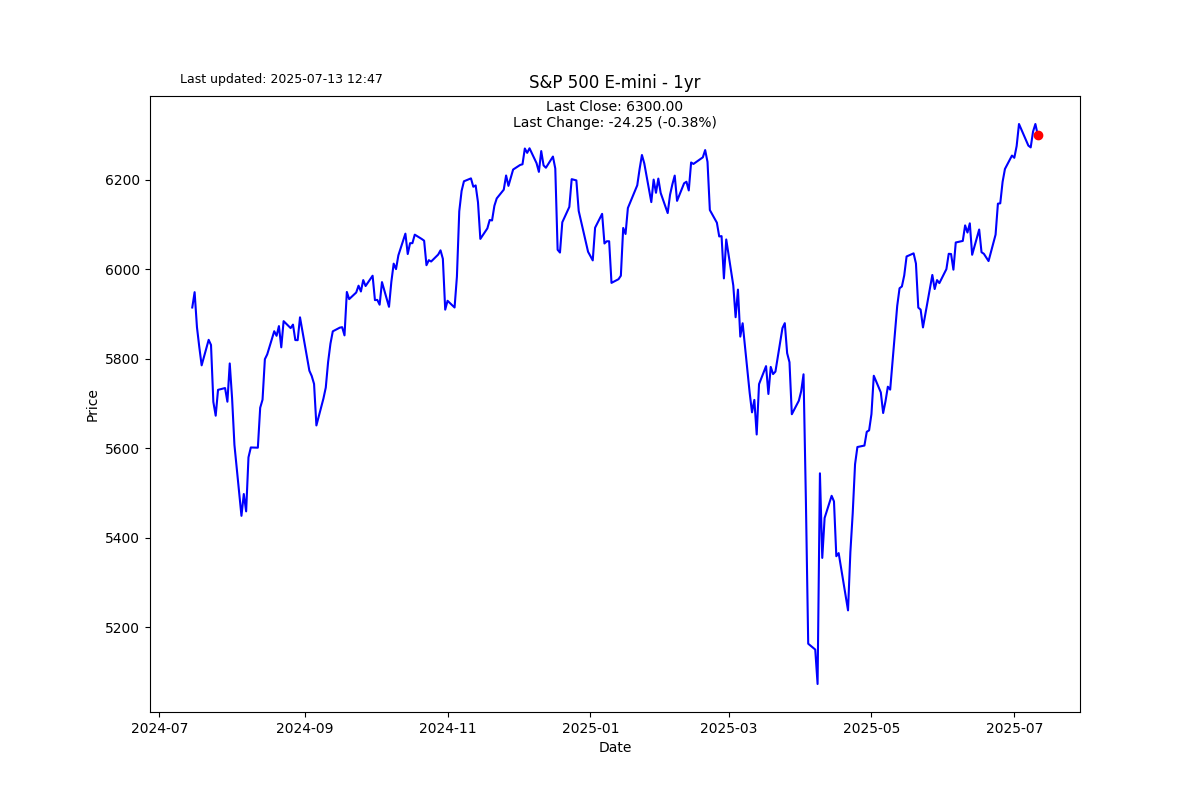 Last updated: 2025-07-13 12:47
S&P 500 E-mini - 1yr
Last Close: 6300.00
Last Change: -24.25 (-0.38%)
Price
6200
6000
5800
5600
5400
5200
2024-07
2024-09
2024-11
2025-01
2025-03
2025-05
2025-07
Date